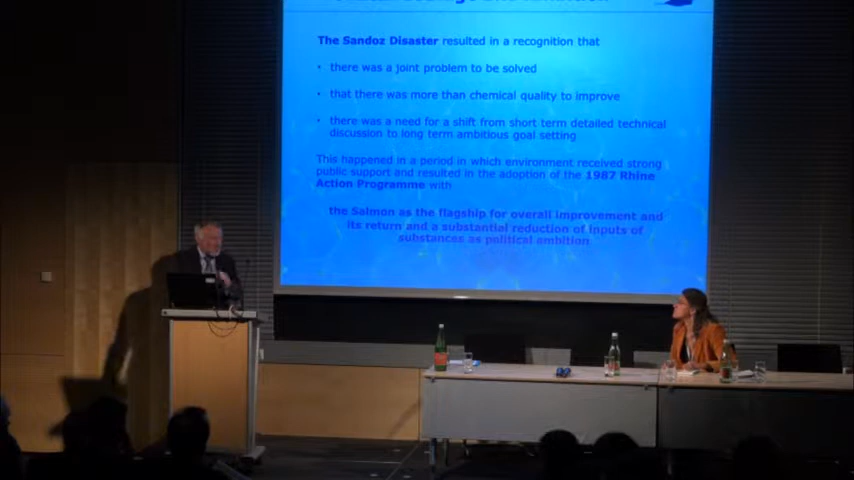 The Sandoz Disaster resulted in a recognition that
• there was a joint problem to be solved
• that there was more than chemical quality to improve
• there was a need for a shift from short term detailed technical
discussion to long term ambitious goal setting
This happened in a period in which environment received strong
public support and resulted in the adoption of the 1987 Rhine
Action Programme with
the Salmon as the flagship for overall improvement and
its return and a substantial reduction of inputs of
substances as political ambition